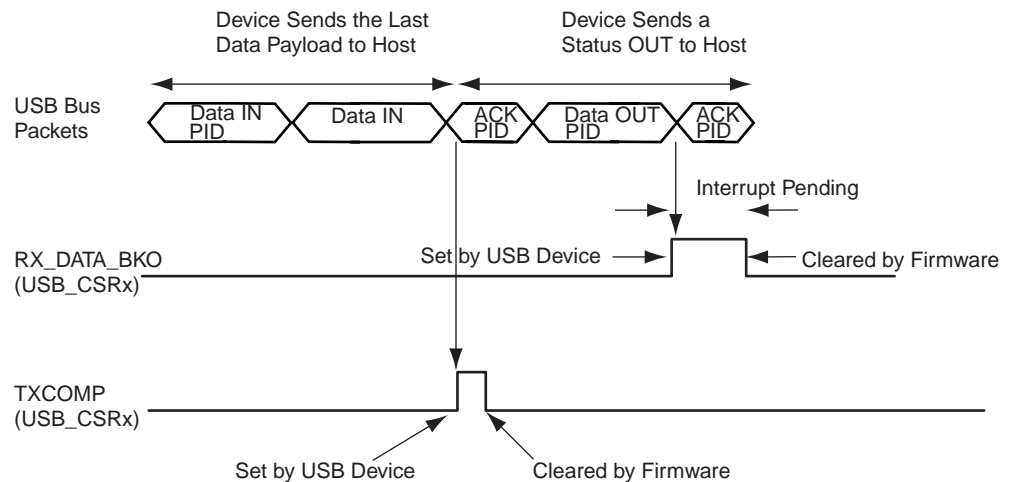 Device Sends the Last
Data Payload to Host
Device Sends a
Status OUT to Host
USB Bus
Packets
Data IN
PID
Data IN
ACK
PID
Data OUT
PID
ACK
PID
Interrupt Pending
RX_DATA_BKO
(USB_CSRx)
Set by USB Device
Cleared by Firmware
TXCOMP
(USB_CSRx)
Set by USB Device
Cleared by Firmware